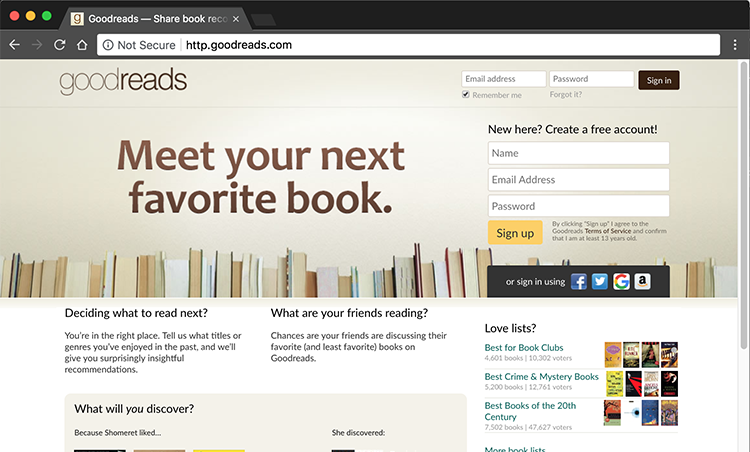 Goodreads — Share book reco
Not Secure
http.goodreads.com
goodreads
Email address
Password
Sign in
Remember me
Forgot it?
Meet your next
favorite book.
New here? Create a free account!
Name
Email Address
Password
Sign up
By clicking “Sign up” I agree to the
Goodreads Terms of Service and confirm
that I am at least 13 years old.
or sign in using
Deciding what to read next?
You’re in the right place. Tell us what titles or
genres you’ve enjoyed in the past, and we’ll
give you surprisingly insightful
recommendations.
What are your friends reading?
Chances are your friends are discussing their
favorite (and least favorite) books on
Goodreads.
Love lists?
Best for Book Clubs
4,601 books | 10,302 voters
Best Crime & Mystery Books
5,200 books | 12,761 voters
Best Books of the 20th
Century
7,502 books | 47,627 voters
More book lists
What will you discover?
Because Shomeret liked…
She discovered: